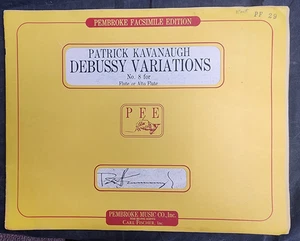 PEMBROKE FACSIMILE EDITION
PATRICK KAVANAUGH
DEBUSSY VARIATIONS
No. 8 for
Flute or Alto Flute
P E E
PEMBROKE MUSIC CO., Inc.
CARL FISCHER, Inc.